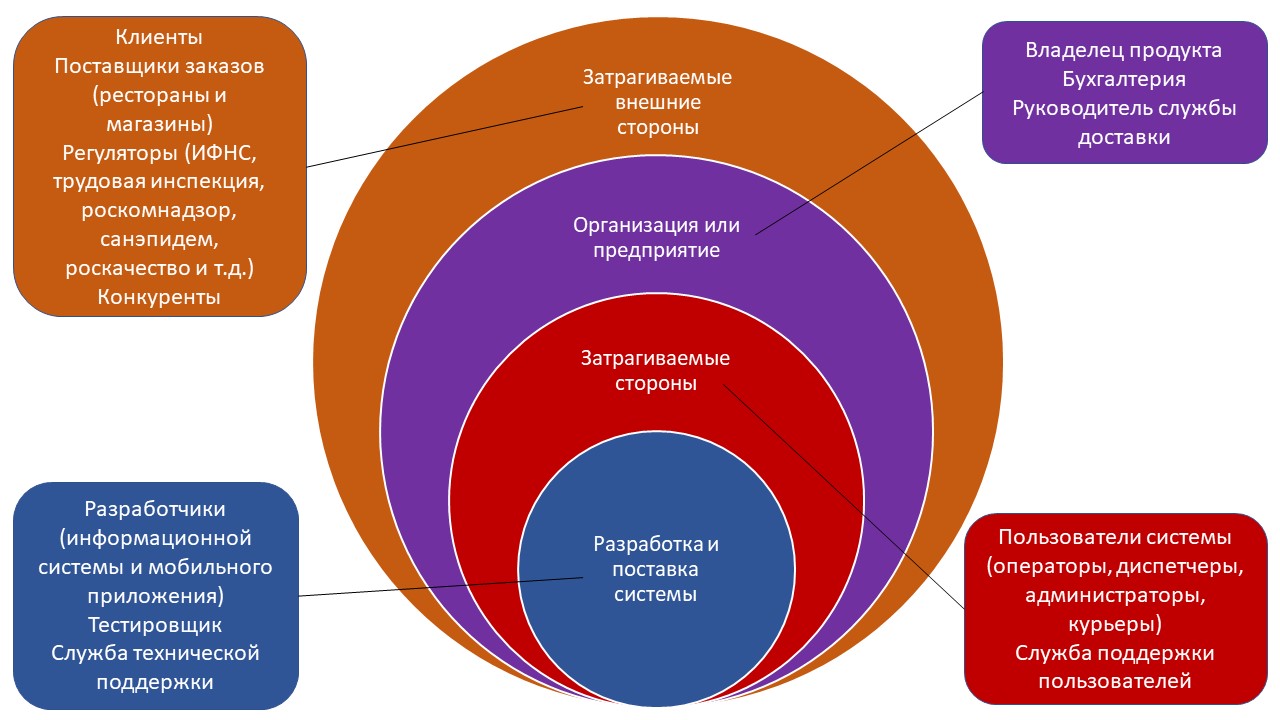 Клиенты
Поставщики заказов
(рестораны и
магазины)
Регуляторы (ИФНС,
трудовая инспекция,
роскомнадзор,
санэпидем,
роскачество и т.д.)
Конкуренты
Затрагиваемые
внешние
стороны
Владелец продукта
Бухгалтерия
Руководитель службы
доставки
Организация или
предприятие
Затрагиваемые
стороны
Разработчики
(информационной
системы и мобильного
приложения)
Тестировщик
Служба технической
поддержки
Разработка и
поставка
системы
Пользователи системы
(операторы, диспетчеры,
администраторы,
курьеры)
Служба поддержки
пользователей